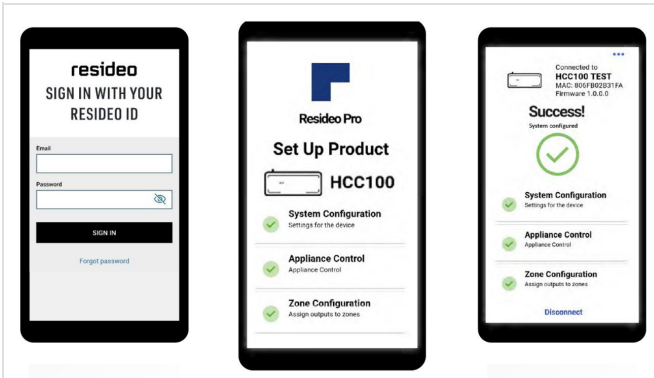 resideo
SIGN IN WITH YOUR
RESIDEO ID
Email
Password
SIGN IN
Forgot password
Resideo Pro
Set Up Product
HCC100
System Configuration
Settings for the device
Appliance Control
Appliance Control
Zone Configuration
Assign outputs to zones
Connected to
HCC100 TEST
MAC: 806FB02B31FA
Firmware 1.0.0.0
Success!
System configured
System Configuration
Settings for the device
Appliance Control
Appliance Control
Zone Configuration
Assign outputs to zones
Disconnect